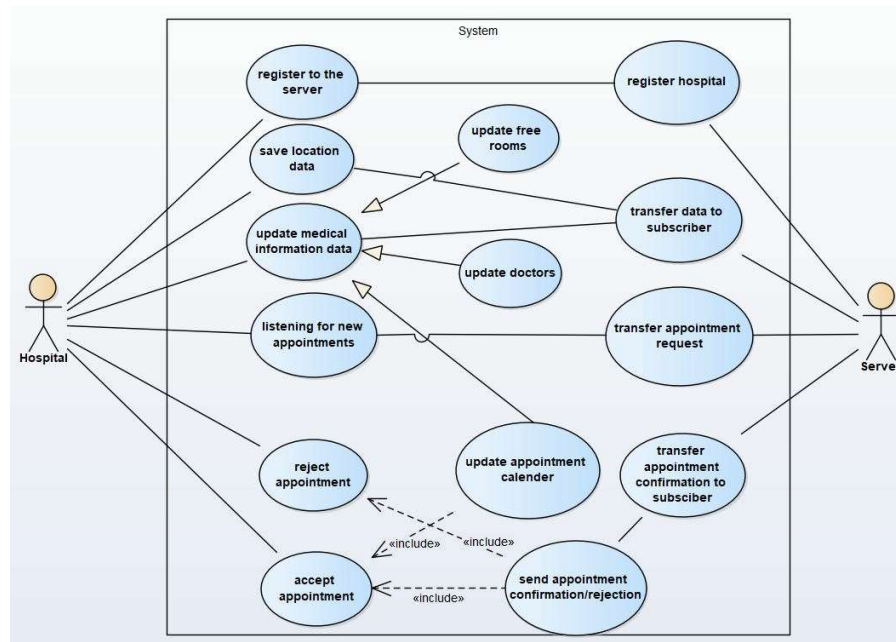 System
register to the
server
register hospital
update free
rooms
save location
data
transfer data to
subscriber
update medical
information data
update doctors
listening for new
appointments
transfer appointment
request
Hospital
Serve
reject
appointment
update appointment
calender
transfer
appointment
confirmation to
subsciber
«include»
«include»
accept
appointment
«include»
send appointment
confirmation/rejection